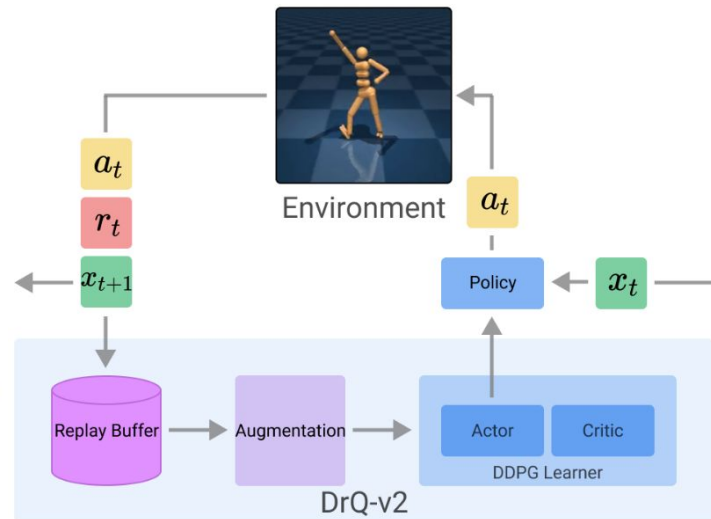 Environment
a_t
r_t
x_{t+1}
a_t
Policy
x_t
Replay Buffer
Augmentation
Actor
Critic
DDPG Learner
DrQ-v2